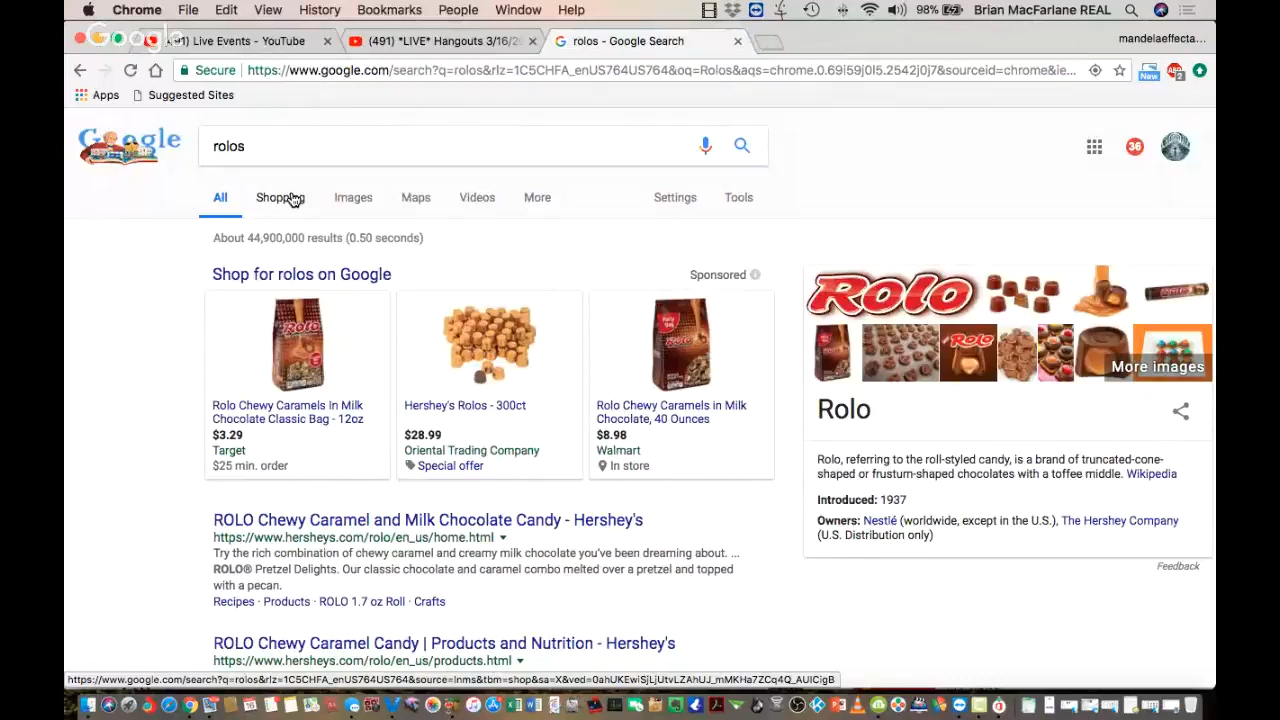 Chrome File Edit View History Bookmarks People Window Help 98% Brian MacFarlane REAL
Google
491) Live Events - YouTube × (491) *LIVE* Hangouts 3/16/20 × rolos - Google Search × mandelaeffecta...
Secure https://www.google.com/search?q=rolos&rlz=1C5CHFA_enUS764US764&oq=Rolos&aqs=chrome.0.69i59j0l5.2542j0j7&sourceid=chrome&ie... New 2
Apps Suggested Sites
Google rolos 36
All Shopping Images Maps Videos More Settings Tools
About 44,900,000 results (0.50 seconds)
Shop for rolos on Google Sponsored
ROLO
Rolo
More images
Rolo Chewy Caramels In Milk Chocolate Classic Bag - 12oz
$3.29
Target
$25 min. order
Hershey's Rolos - 300ct
$28.99
Oriental Trading Company
Special offer
Rolo Chewy Caramels in Milk Chocolate, 40 Ounces
$8.98
Walmart
In store
Rolo
Rolo, referring to the roll-styled candy, is a brand of truncated-cone-
shaped or frustum-shaped chocolates with a toffee middle. Wikipedia
Introduced: 1937
Owners: Nestlé (worldwide, except in the U.S.), The Hershey Company
(U.S. Distribution only)
Feedback
ROLO Chewy Caramel and Milk Chocolate Candy - Hershey's
https://www.hersheys.com/rolo/en_us/home.html
Try the rich combination of chewy caramel and creamy milk chocolate you've been dreaming about. ...
ROLO® Pretzel Delights. Our classic chocolate and caramel combo melted over a pretzel and topped
with a pecan.
Recipes · Products · ROLO 1.7 oz Roll · Crafts
ROLO Chewy Caramel Candy | Products and Nutrition - Hershey's
https://www.hersheys.com/rolo/en_us/products.html